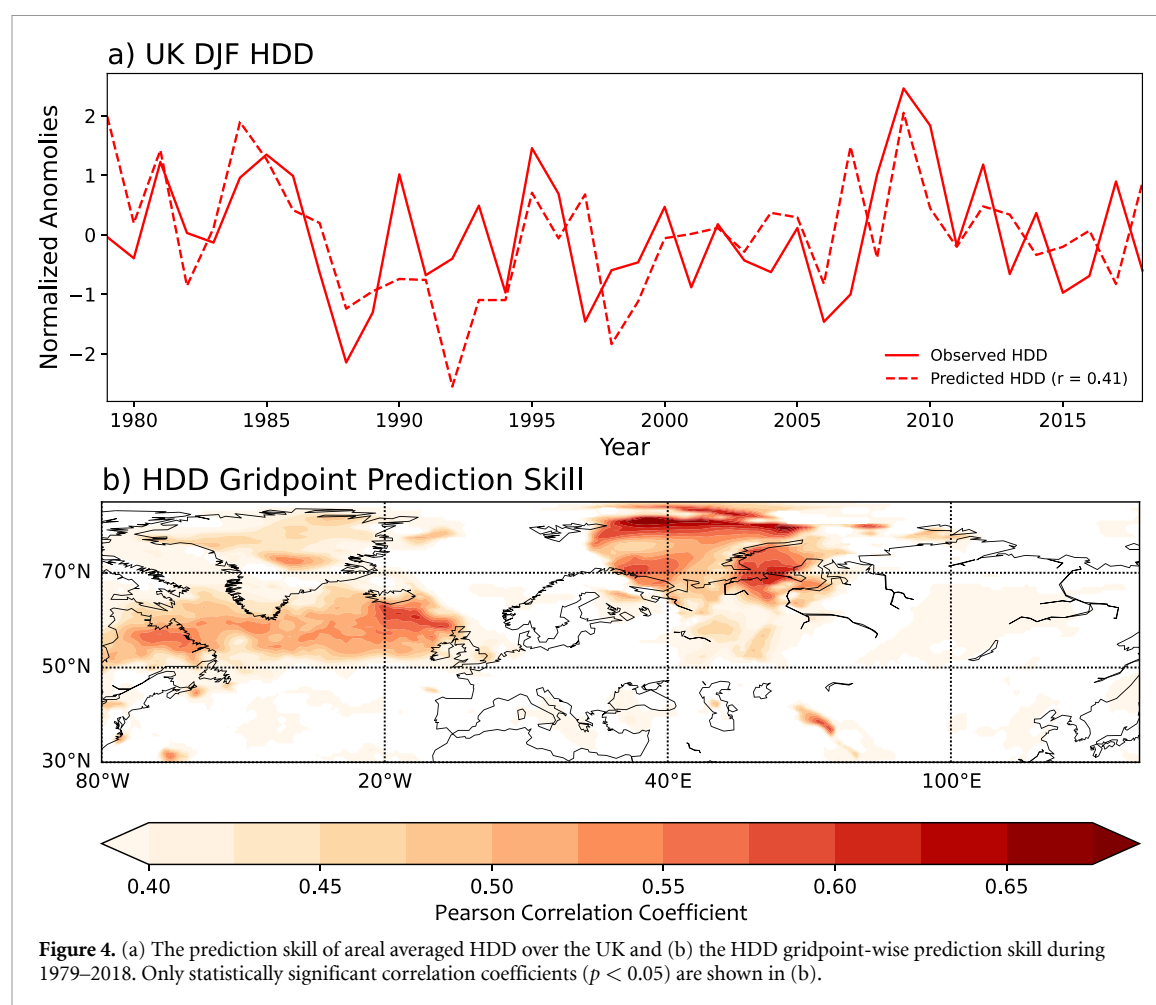 a) UK DJF HDD
Normalized Anomolies
2
1
0
−1
−2
Observed HDD
Predicted HDD (r = 0.41)
1980 1985 1990 1995 2000 2005 2010 2015
Year
b) HDD Gridpoint Prediction Skill
70°N
50°N
30°N
80°W 20°W 40°E 100°E
0.40 0.45 0.50 0.55 0.60 0.65
Pearson Correlation Coefficient
Figure 4. (a) The prediction skill of areal averaged HDD over the UK and (b) the HDD gridpoint-wise prediction skill during
1979–2018. Only statistically significant correlation coefficients (p < 0.05) are shown in (b).